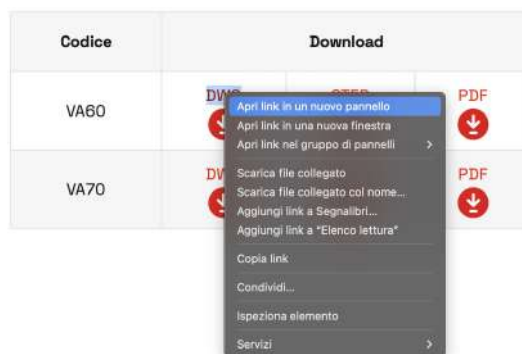 Codice Download
VA60 DWG STEP PDF
Apri link in un nuovo pannello
Apri link in una nuova finestra
Apri link nel gruppo di pannelli
VA70 DW PDF
Scarica file collegato
Scarica file collegato col nome...
Aggiungi link a Segnalibri...
Aggiungi link a "Elenco lettura"
Copia link
Condividi...
Ispeziona elemento
Servizi